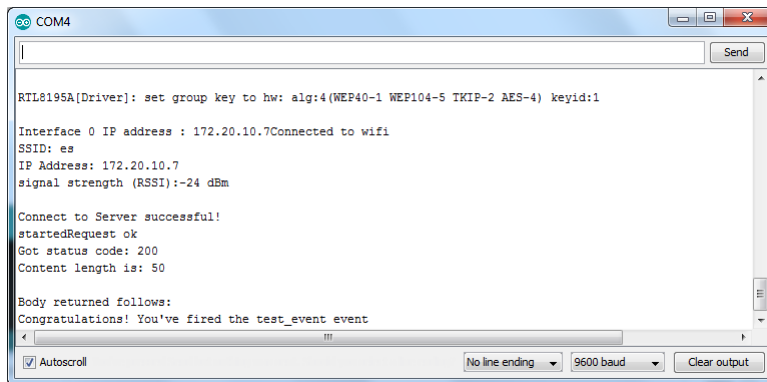 COM4
Send
RTL8195A[Driver]: set group key to hw: alg:4(WEP40-1 WEP104-5 TKIP-2 AES-4) keyid:1
Interface 0 IP address : 172.20.10.7Connected to wifi
SSID: es
IP Address: 172.20.10.7
signal strength (RSSI):-24 dBm
Connect to Server successful!
startedRequest ok
Got status code: 200
Content length is: 50
Body returned follows:
Congratulations! You've fired the test_event event
Autoscroll No line ending 9600 baud Clear output